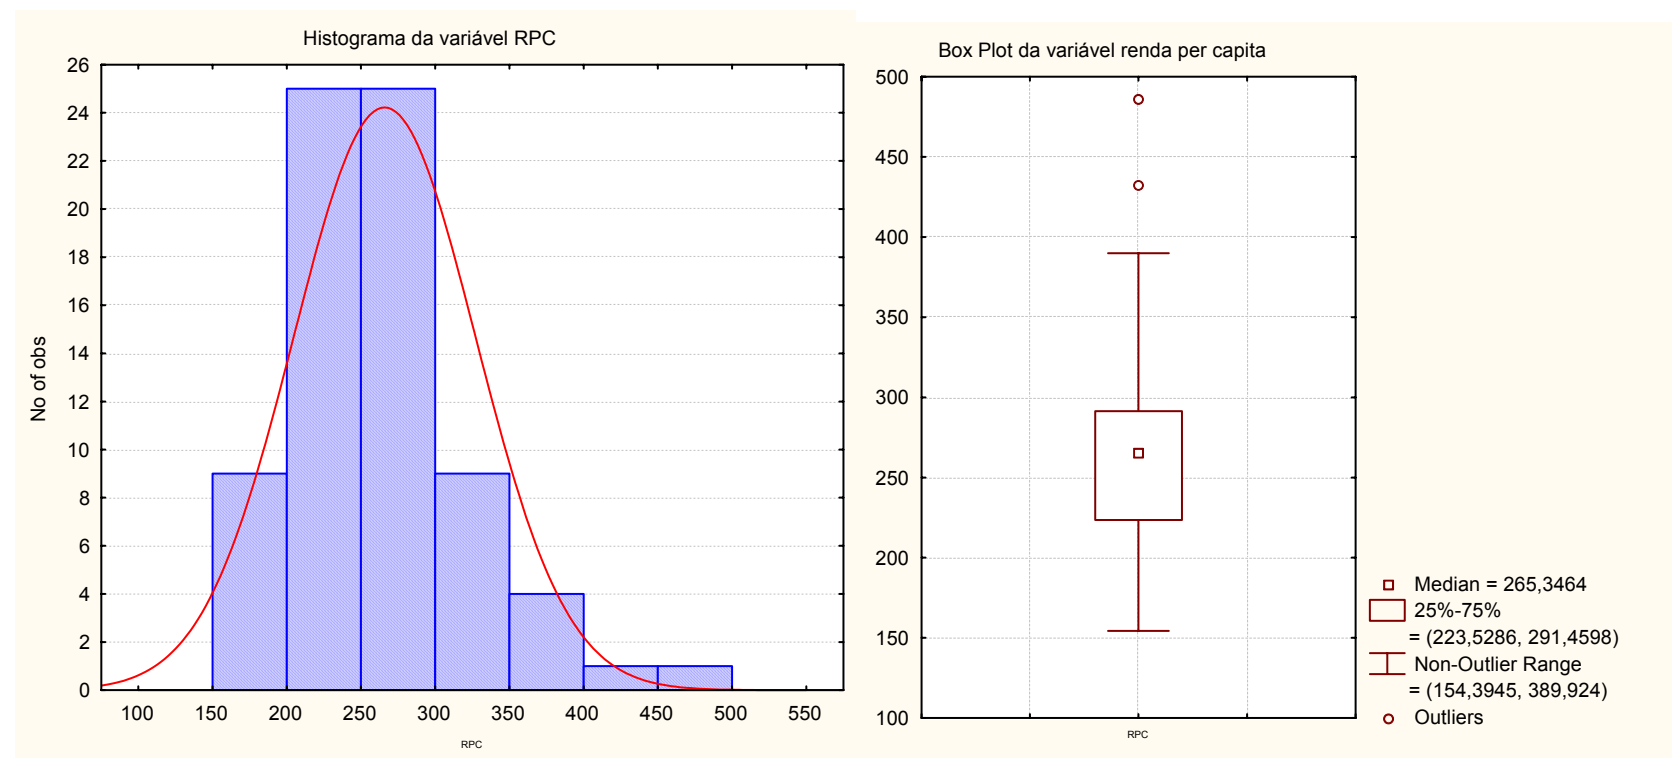 Histograma da variável RPC
26
24
22
20
18
16
14
12
10
8
6
4
2
0
No of obs
100 150 200 250 300 350 400 450 500 550
RPC
Box Plot da variável renda per capita
500
450
400
350
300
250
200
150
100
RPC
Median = 265,3464
25%-75%
= (223,5286, 291,4598)
Non-Outlier Range
= (154,3945, 389,924)
Outliers